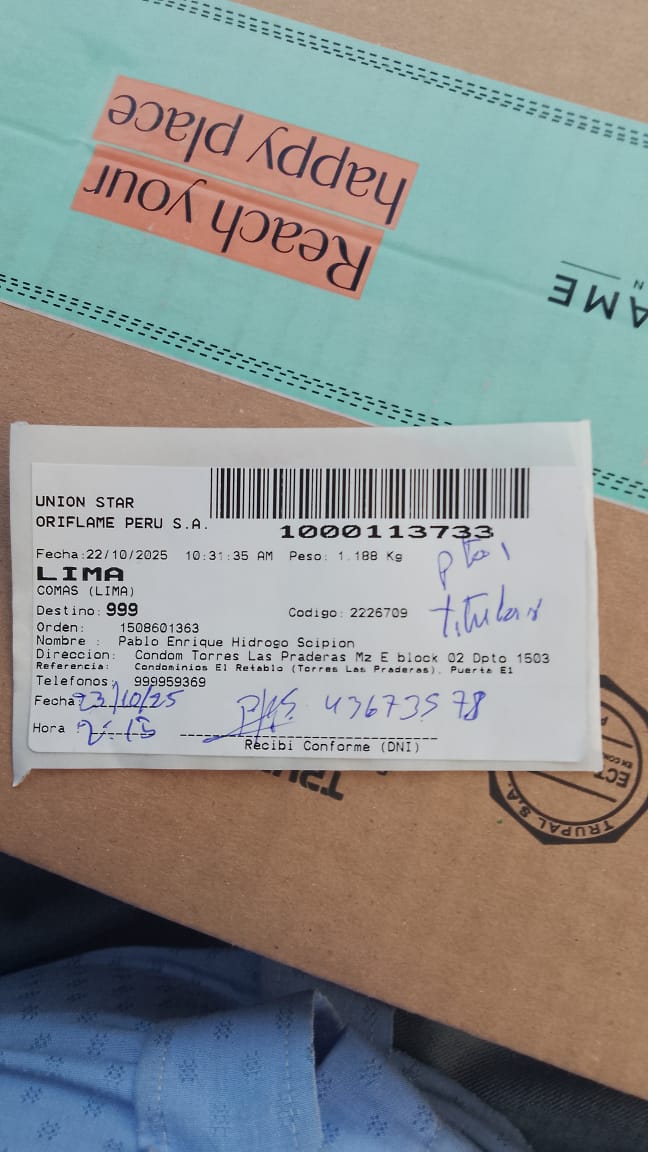 Reach your
happy place
UNION STAR
ORIFLAME PERU S.A.
1000113733
Fecha:22/10/2025 10:31:35 AM Peso: 1.188 Kg
LIMA
COMAS (LIMA)
Destino: 999 Codigo: 2226709
titular
Orden: 1508601363
Nombre : Pablo Enrique Hidrogo Scipion
Direccion: Condom Torres Las Praderas Mz E block 02 Dpto 1503
Referencia: Condominios El Retablo (Torres Las Praderas). Puerta E1
Telefonos: 999959369
Fecha 23/10/25
Hora 2:15
Recibi Conforme (DNI)
TRUPAL S.A.